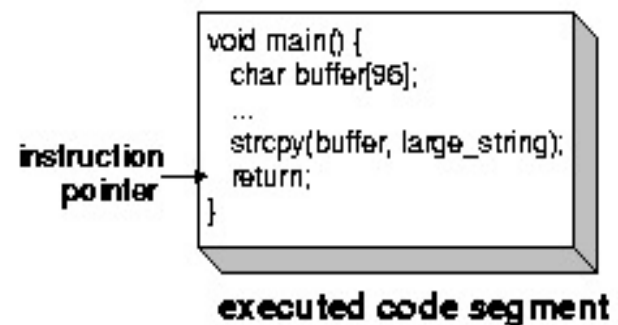 void main() {
char buffer[96];
...
strcpy(buffer, large_string);
instruction pointer
return;
}
executed code segment